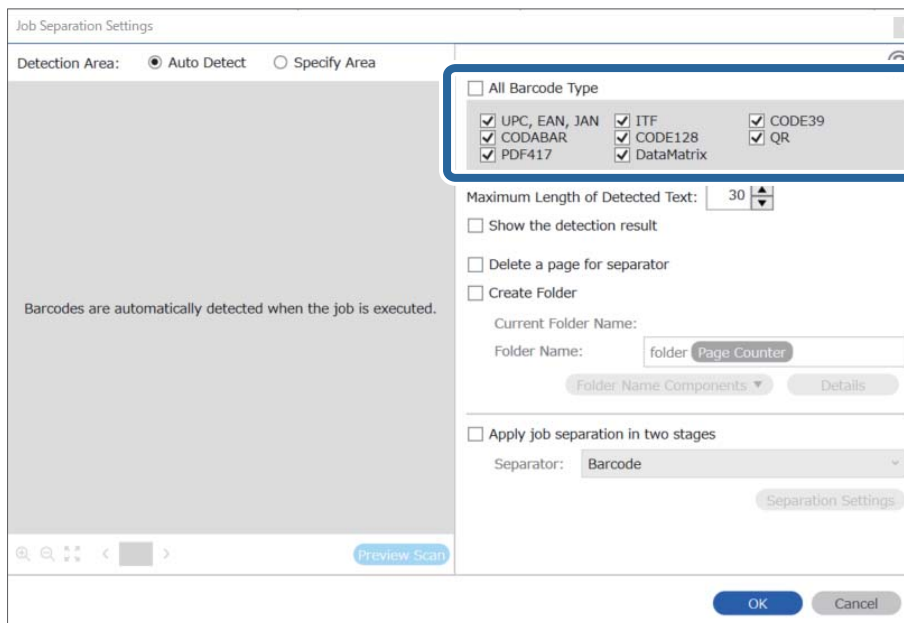 Job Separation Settings
Detection Area: Auto Detect Specify Area
All Barcode Type
UPC, EAN, JAN ITF CODE39
CODABAR CODE128 QR
PDF417 DataMatrix
Maximum Length of Detected Text: 30
Show the detection result
Delete a page for separator
Barcodes are automatically detected when the job is executed.
Create Folder
Current Folder Name:
Folder Name: folder Page Counter
Folder Name Components Details
Apply job separation in two stages
Separator: Barcode
Separation Settings
Preview Scan
OK Cancel